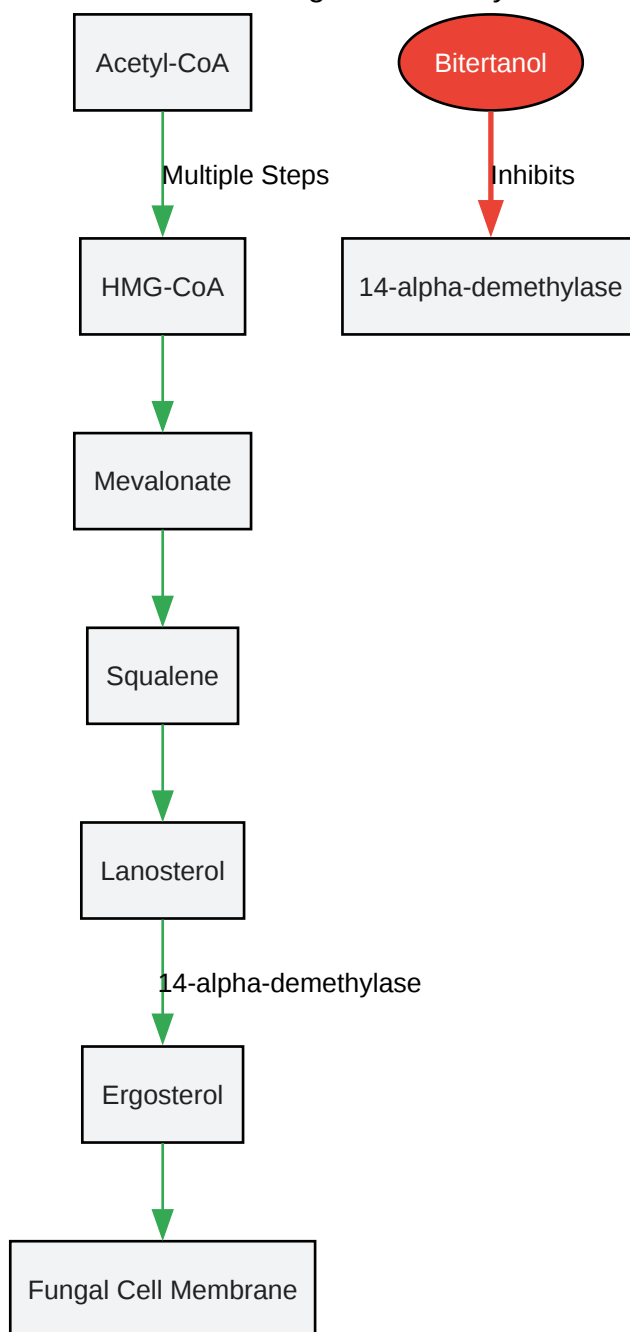 Acetyl-CoA
Bitertanol
Multiple Steps
Inhibits
HMG-CoA
14-alpha-demethylase
Mevalonate
Squalene
Lanosterol
14-alpha-demethylase
Ergosterol
Fungal Cell Membrane